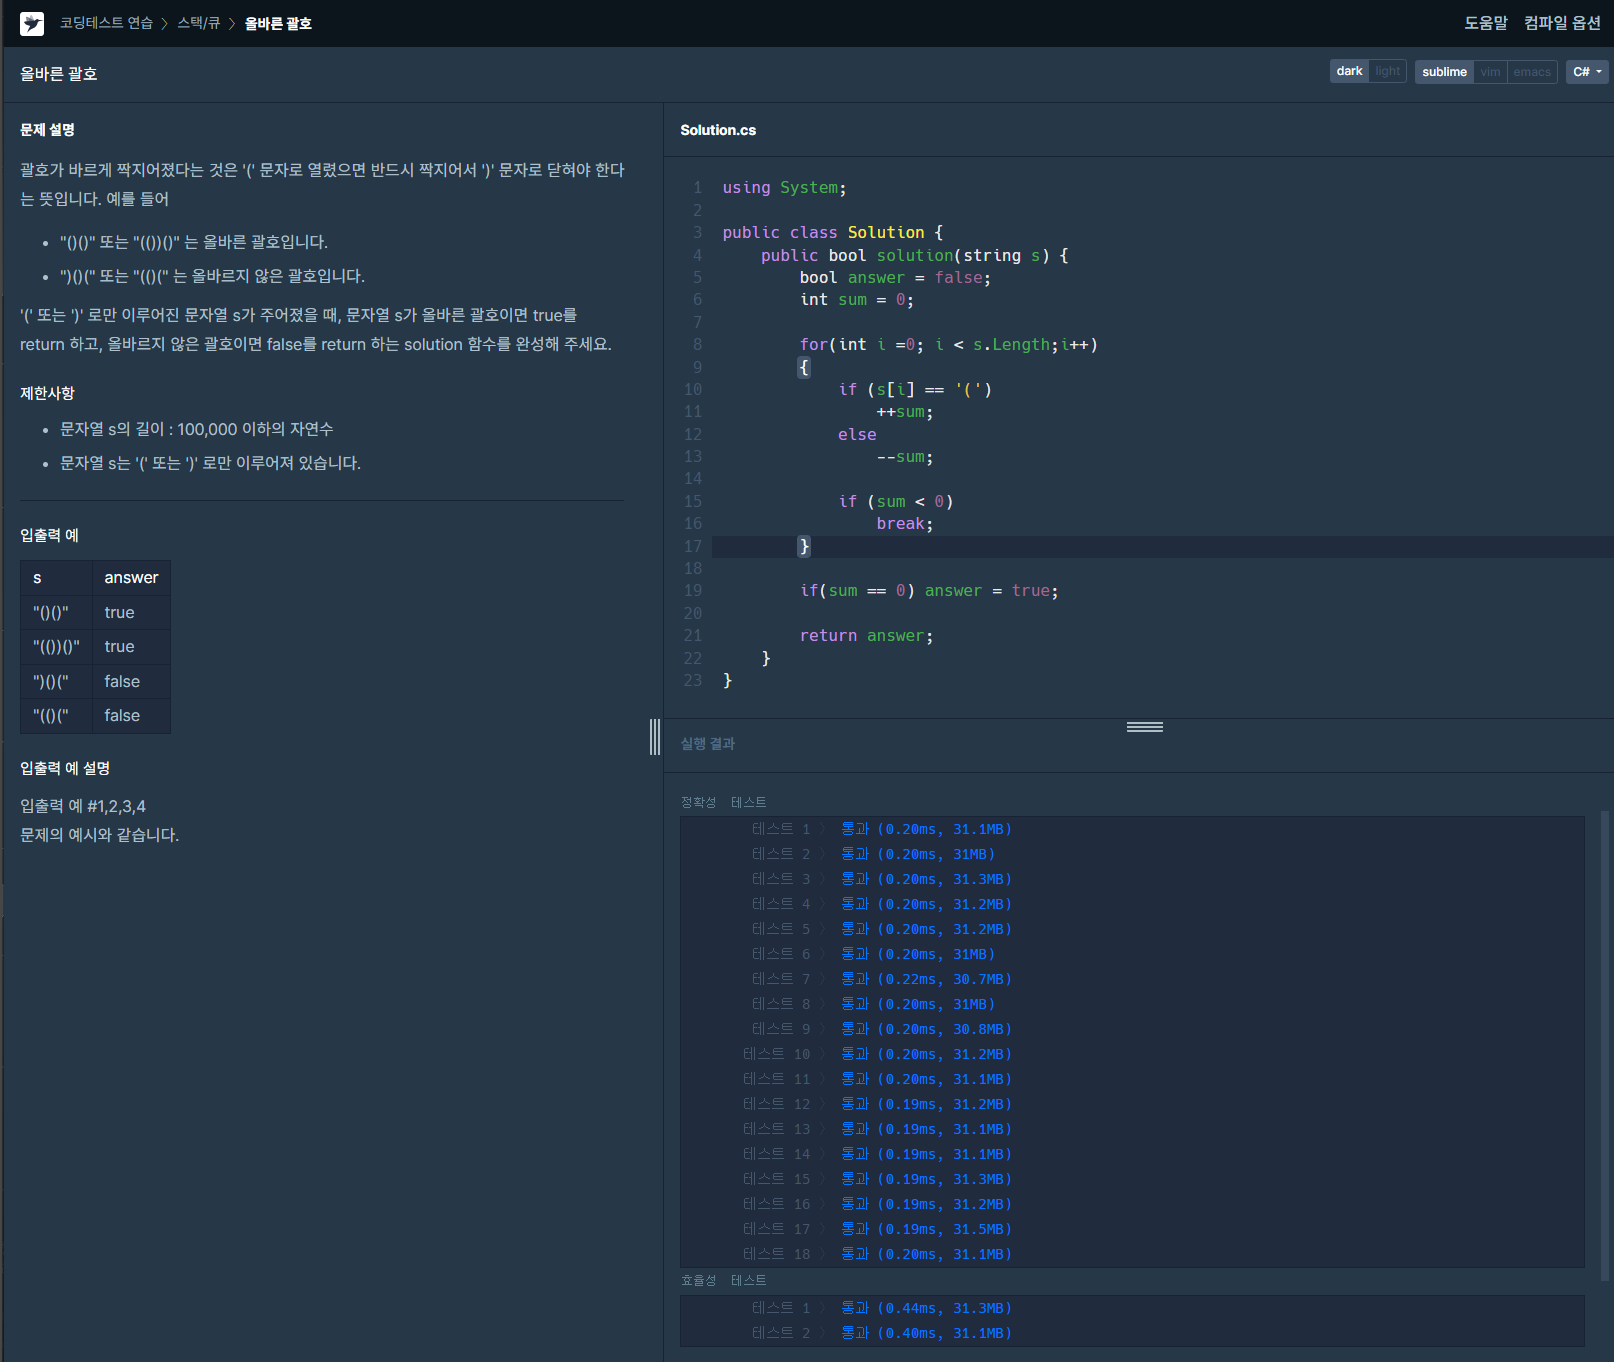 코딩테스트 연습 > 스택/큐 > 올바른 괄호
도움말 컴파일 옵션
올바른 괄호
dark light sublime vim emacs C#
문제 설명
괄호가 바르게 짝지어졌다는 것은 '(' 문자로 열렸으면 반드시 짝지어서 ')' 문자로 닫혀야 한다
는 뜻입니다. 예를 들어
• "()()" 또는 "(())()" 는 올바른 괄호입니다.
• ")()(" 또는 "(()(" 는 올바르지 않은 괄호입니다.
'(' 또는 ')' 로만 이루어진 문자열 s가 주어졌을 때, 문자열 s가 올바른 괄호이면 true를
return 하고, 올바르지 않은 괄호이면 false를 return 하는 solution 함수를 완성해 주세요.
제한사항
• 문자열 s의 길이 : 100,000 이하의 자연수
• 문자열 s는 '(' 또는 ')' 로만 이루어져 있습니다.
입출력 예
s answer
"()()" true
"(())()" true
")()(" false
"(()(" false
입출력 예 설명
입출력 예 #1,2,3,4
문제의 예시와 같습니다.
Solution.cs
1 using System;
2
3 public class Solution {
4     public bool solution(string s) {
5         bool answer = false;
6         int sum = 0;
7
8         for(int i =0; i < s.Length;i++)
9         {
10             if (s[i] == '(')
11                 ++sum;
12             else
13                 --sum;
14
15             if (sum < 0)
16                 break;
17         }
18
19         if(sum == 0) answer = true;
20
21         return answer;
22     }
23 }
실행 결과
정확성 테스트
테스트 1 〉 통과 (0.20ms, 31.1MB)
테스트 2 〉 통과 (0.20ms, 31MB)
테스트 3 〉 통과 (0.20ms, 31.3MB)
테스트 4 〉 통과 (0.20ms, 31.2MB)
테스트 5 〉 통과 (0.20ms, 31.2MB)
테스트 6 〉 통과 (0.20ms, 31MB)
테스트 7 〉 통과 (0.22ms, 30.7MB)
테스트 8 〉 통과 (0.20ms, 31MB)
테스트 9 〉 통과 (0.20ms, 30.8MB)
테스트 10 〉 통과 (0.20ms, 31.2MB)
테스트 11 〉 통과 (0.20ms, 31.1MB)
테스트 12 〉 통과 (0.19ms, 31.2MB)
테스트 13 〉 통과 (0.19ms, 31.1MB)
테스트 14 〉 통과 (0.19ms, 31.1MB)
테스트 15 〉 통과 (0.19ms, 31.3MB)
테스트 16 〉 통과 (0.19ms, 31.2MB)
테스트 17 〉 통과 (0.19ms, 31.5MB)
테스트 18 〉 통과 (0.20ms, 31.1MB)
효율성 테스트
테스트 1 〉 통과 (0.44ms, 31.3MB)
테스트 2 〉 통과 (0.40ms, 31.1MB)